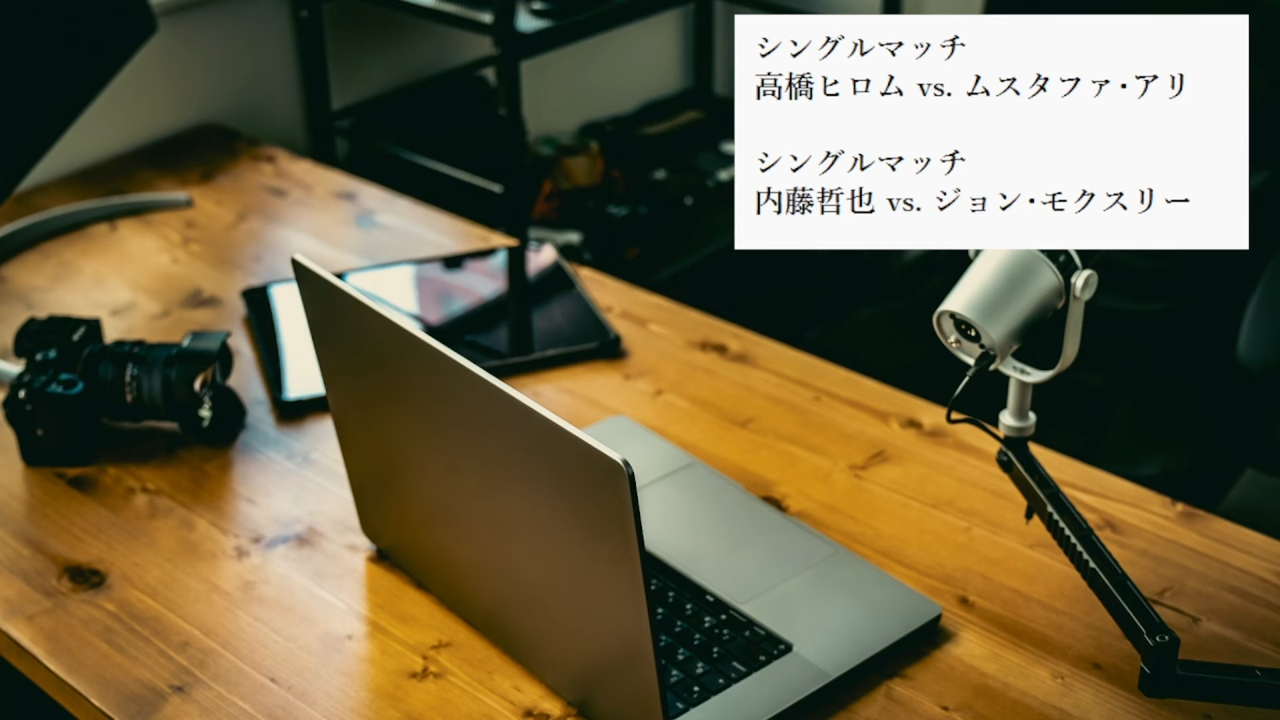 シングルマッチ
高橋ヒロム vs. ムスタファ・アリ
シングルマッチ
内藤哲也 vs. ジョン・モクスリー